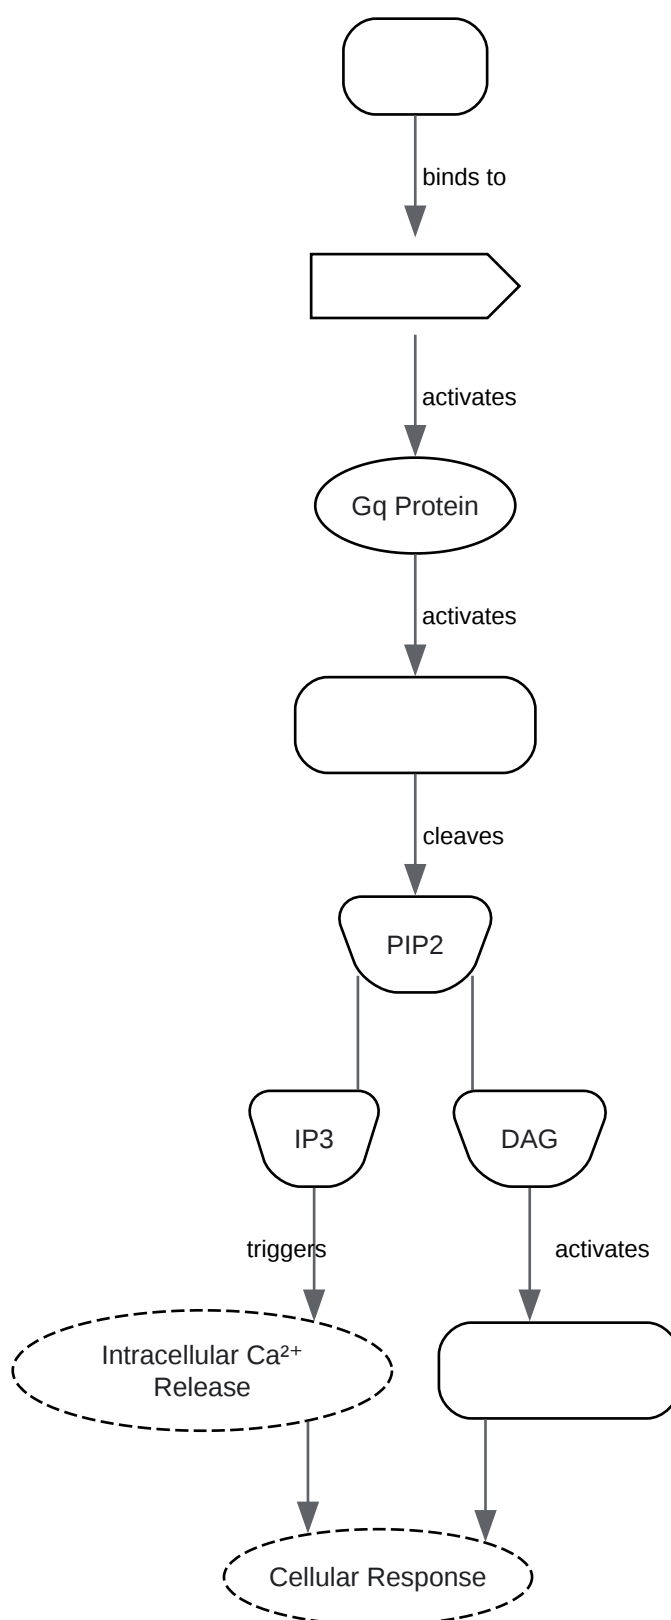 binds to
activates
Gq Protein
activates
cleaves
PIP2
IP3
DAG
triggers
activates
Intracellular Ca²⁺
Release
Cellular Response